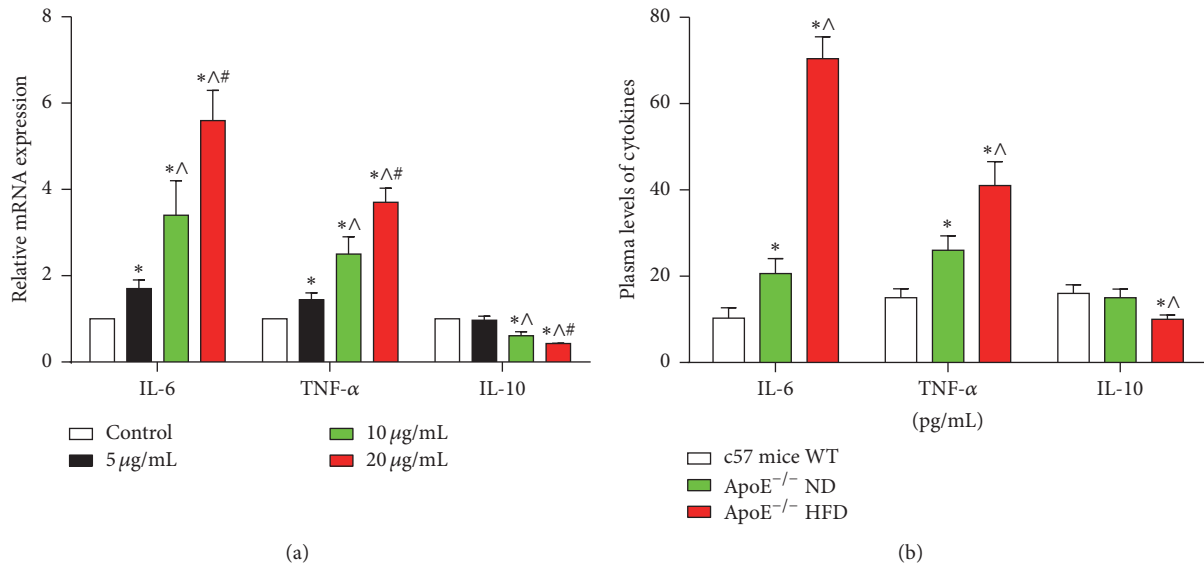 8
6
4
2
0
Relative mRNA expression
*
*^
*^#
*
*^
*^#
*^
*^#
IL-6 TNF-α IL-10
Control 10 μg/mL
5 μg/mL 20 μg/mL
(a)
80
60
40
20
0
Plasma levels of cytokines
*
*^
*
*^
*^
IL-6 TNF-α IL-10
(pg/mL)
c57 mice WT
ApoE⁻/⁻ ND
ApoE⁻/⁻ HFD
(b)